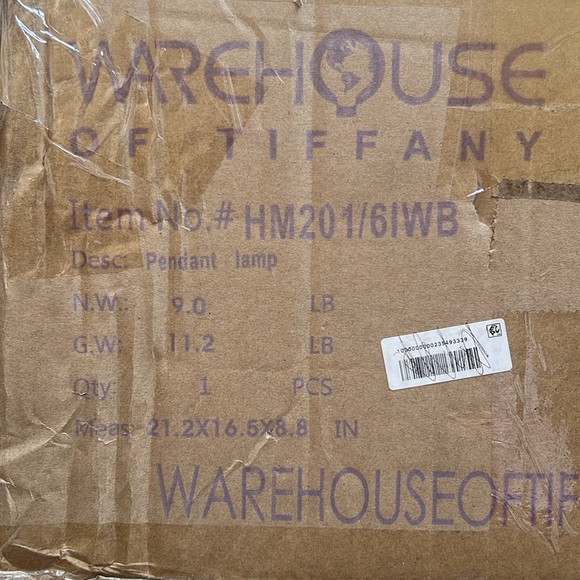 WAREHOUSE
OF TIFFANY
Item No.# HM201/6IWB
Desc: Pendant lamp
N.W.: 9.0 LB
G.W: 11.2 LB
Qty: 1 PCS
Meas: 21.2X16.5X8.8 IN
WAREHOUSEOFTIF